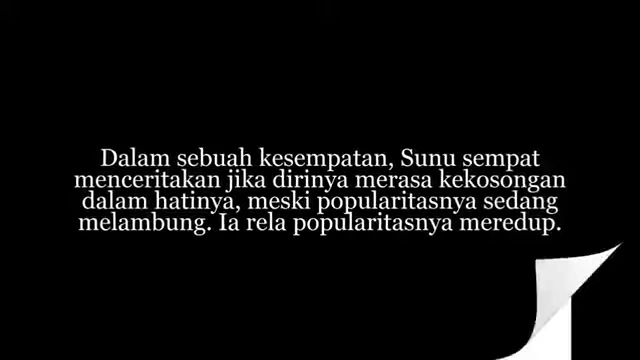 Dalam sebuah kesempatan, Sunu sempat
menceritakan jika dirinya merasa kekosongan
dalam hatinya, meski popularitasnya sedang
melambung. Ia rela popularitasnya meredup.